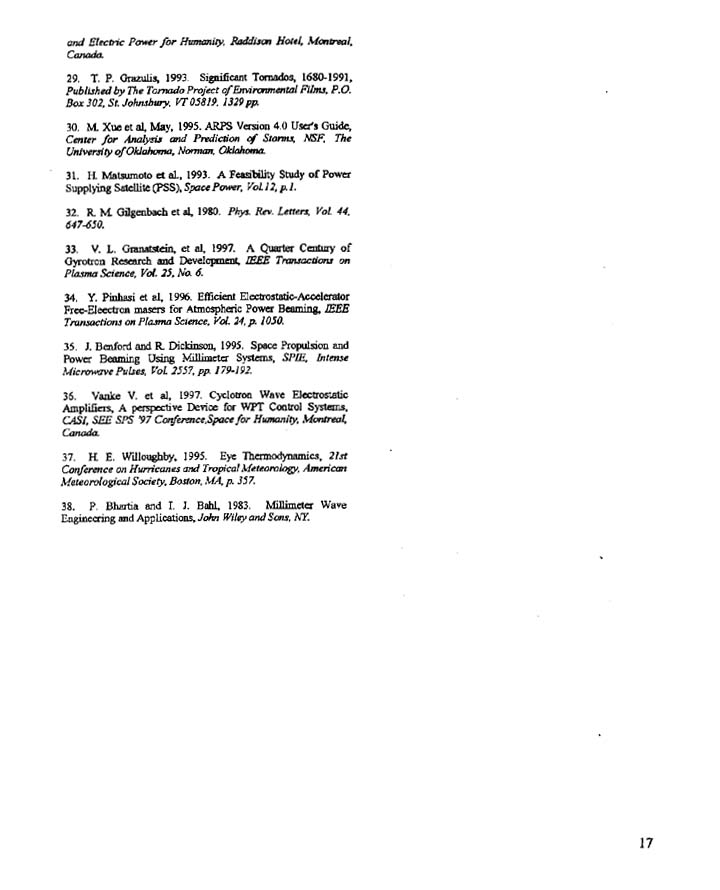 and Electric Power for Humanity, Raddison Hotel, Montreal,
Canada.
29. T. P. Grazulis, 1993. Significant Tornados, 1680-1991,
Published by The Tornado Project of Environmental Films, P.O.
Box 302, St. Johnsbury, VT 05819, 1329 pp.
30. M. Xue et al, May, 1995. ARPS Version 4.0 User's Guide,
Center for Analysis and Prediction of Storms, NSF, The
University of Oklahoma, Norman, Oklahoma.
31. H. Matsumoto et al., 1993. A Feasibility Study of Power
Supplying Satellite (PSS), Space Power, Vol.12, p.1.
32. R. M. Gilgenbach et al, 1980. Phys. Rev. Letters, Vol. 44,
647-650.
33. V. L. Granatstein, et al, 1997. A Quarter Century of
Gyrotron Research and Development, IEEE Transactions on
Plasma Science, Vol. 25, No. 6.
34. Y. Pinhasi et al, 1996. Efficient Electrostatic-Accelerator
Free-Eleectron masers for Atmospheric Power Beaming, IEEE
Transactions on Plasma Science, Vol. 24, p. 1050.
35. J. Benford and R. Dickinson, 1995. Space Propulsion and
Power Beaming Using Millimeter Systems, SPIE, Intense
Microwave Pulses, Vol. 2557, pp. 179-192.
36. Vanke V. et al, 1997. Cyclotron Wave Electrostatic
Amplifiers, A perspective Device for WPT Control Systems,
CASI, SEE SPS '97 Conference,Space for Humanity, Montreal,
Canada.
37. H. E. Willoughby, 1995. Eye Thermodynamics, 21st
Conference on Hurricanes and Tropical Meteorology, American
Meteorological Society, Boston, MA, p. 357.
38. P. Bhartia and I. J. Bahl, 1983. Millimeter Wave
Engineering and Applications, John Wiley and Sons, NY.
17